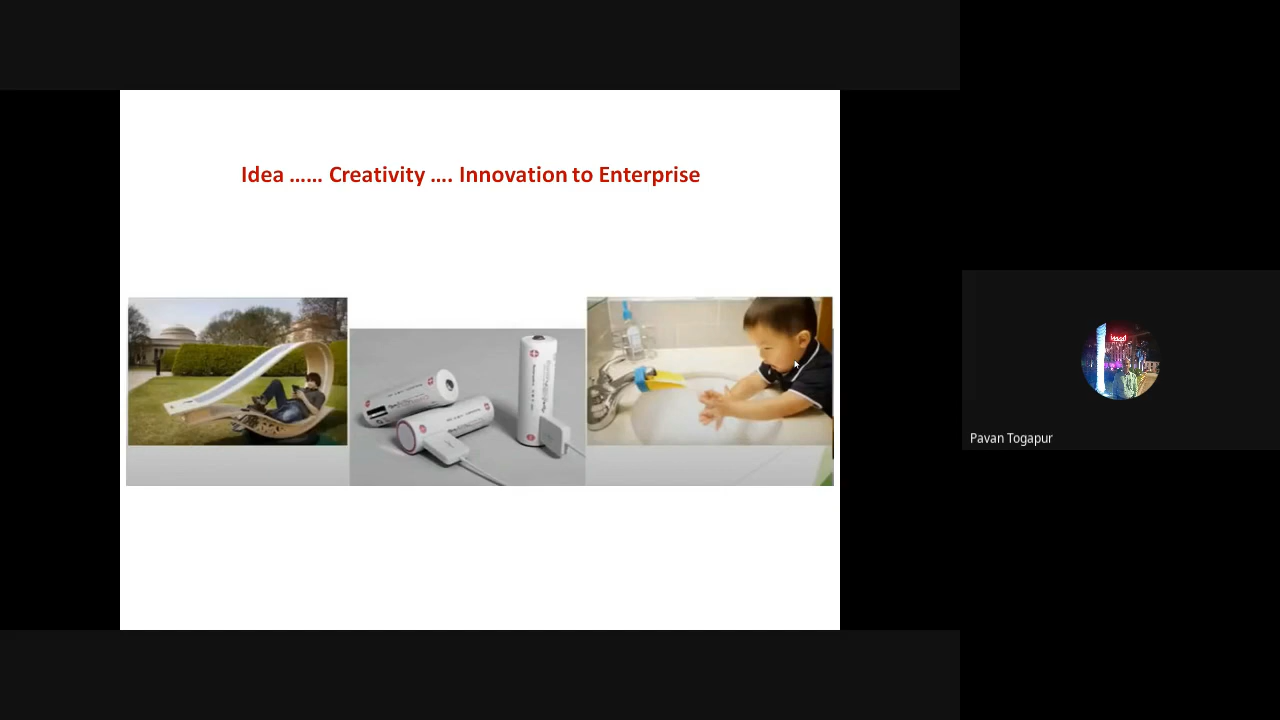 Idea ...... Creativity .... Innovation to Enterprise
Pavan Togapur